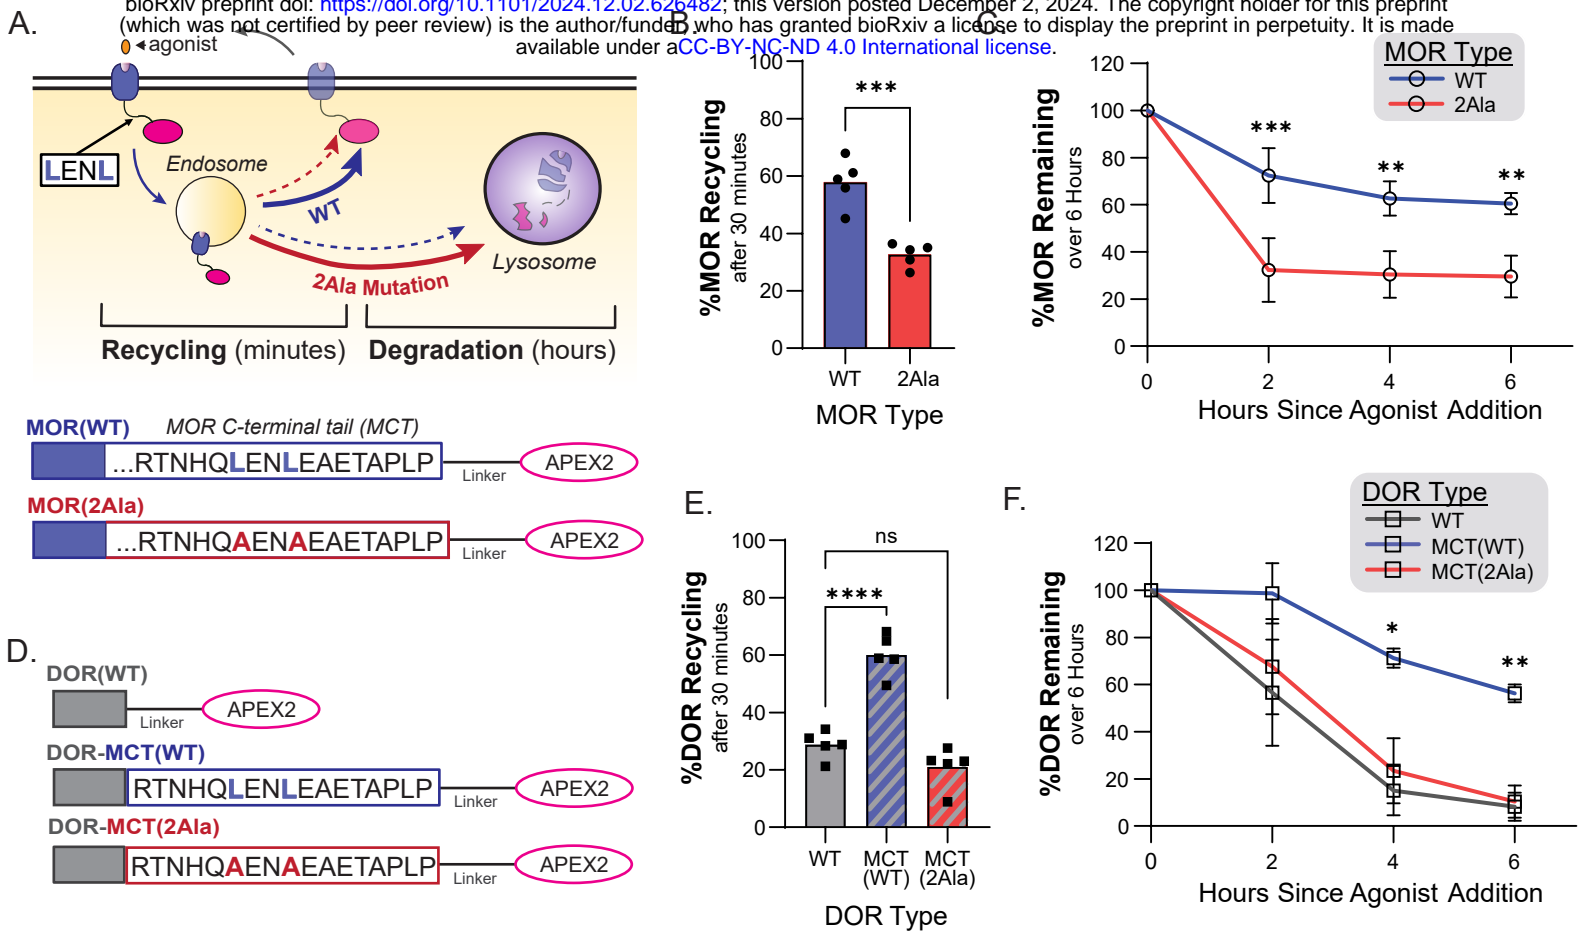 bioRxiv preprint doi: https://doi.org/10.1101/2024.12.02.626482; this version posted December 2, 2024. The copyright holder for this preprint
(which was not certified by peer review) is the author/funder, who has granted bioRxiv a license to display the preprint in perpetuity. It is made
available under aCC-BY-NC-ND 4.0 International license.
A.
agonist
LENL
Endosome
WT
2Ala Mutation
Lysosome
Recycling (minutes)
Degradation (hours)
MOR(WT)
MOR C-terminal tail (MCT)
...RTNHQLENLEAETAPLP
Linker
APEX2
MOR(2Ala)
...RTNHQAENAEAETAPLP
Linker
APEX2
B.
%MOR Recycling
after 30 minutes
100
80
60
40
20
0
***
WT
2Ala
MOR Type
C.
MOR Type
WT
2Ala
%MOR Remaining
over 6 Hours
120
100
80
60
40
20
0
***
**
**
0
2
4
6
Hours Since Agonist Addition
D.
DOR(WT)
Linker
APEX2
DOR-MCT(WT)
RTNHQLENLEAETAPLP
Linker
APEX2
DOR-MCT(2Ala)
RTNHQAENAEAETAPLP
Linker
APEX2
E.
%DOR Recycling
after 30 minutes
100
80
60
40
20
0
ns
****
WT
MCT
(WT)
MCT
(2Ala)
DOR Type
F.
DOR Type
WT
MCT(WT)
MCT(2Ala)
%DOR Remaining
over 6 Hours
120
100
80
60
40
20
0
*
**
0
2
4
6
Hours Since Agonist Addition